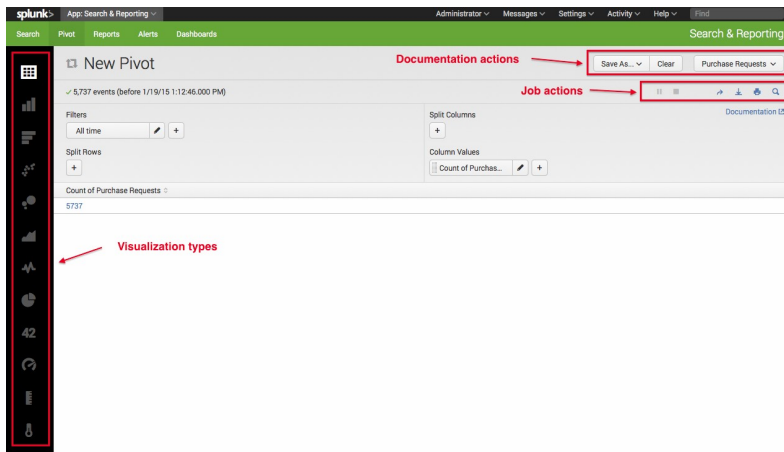 splunk> App: Search & Reporting Administrator Messages Settings Activity Help Find
Search Pivot Reports Alerts Dashboards Search & Reporting
New Pivot Documentation actions Save As... Clear Purchase Requests
✓ 5,737 events (before 1/19/15 1:12:46.000 PM) Job actions
Documentation
Filters Split Columns
All time + +
Split Rows Column Values
+ Count of Purchas... +
Count of Purchase Requests
5737
Visualization types
42